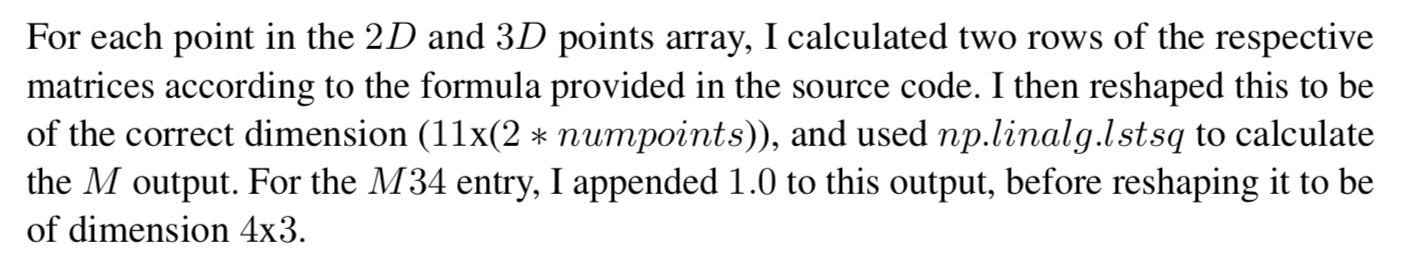 For each point in the 2D and 3D points array, I calculated two rows of the respective
matrices according to the formula provided in the source code. I then reshaped this to be
of the correct dimension (11x(2 * numpoints)), and used np.linalg.lstsq to calculate
the M output. For the M34 entry, I appended 1.0 to this output, before reshaping it to be
of dimension 4x3.